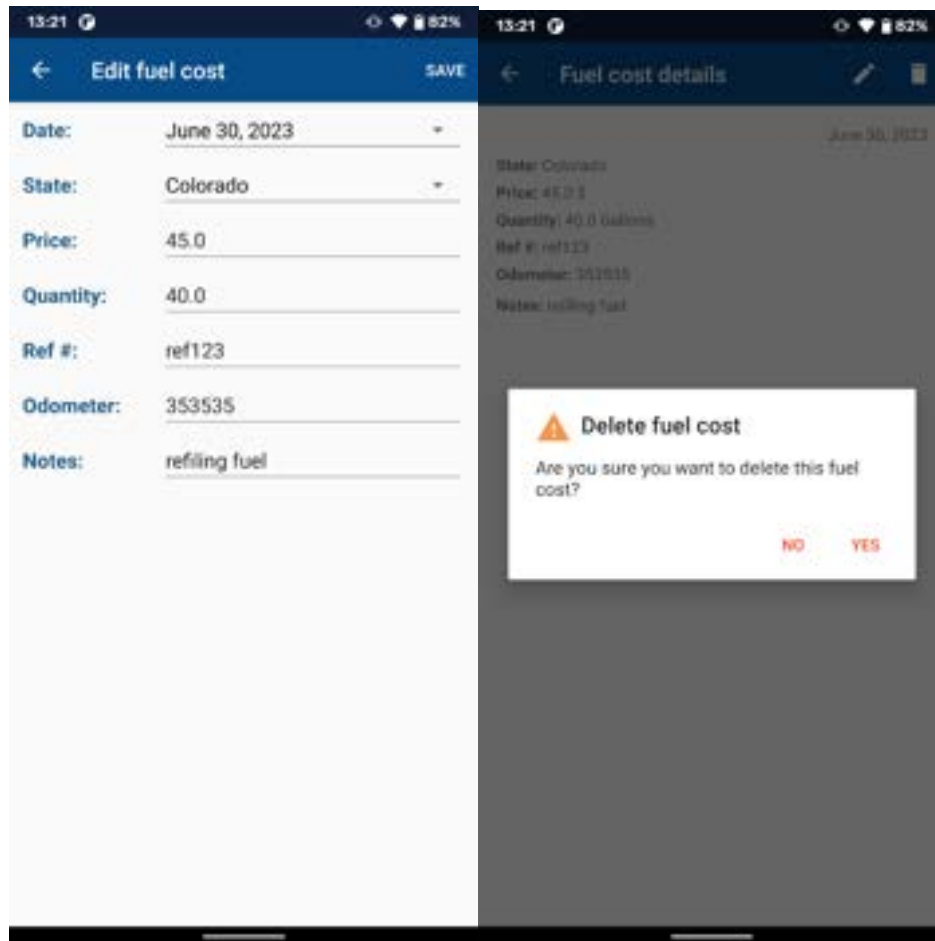 13:21 82%
Edit fuel cost SAVE
Date: June 30, 2023
State: Colorado
Price: 45.0
Quantity: 40.0
Ref #: ref123
Odometer: 353535
Notes: refiling fuel
13:21 82%
Fuel cost details
June 30, 2023
State: Colorado
Price: 45.0 $
Quantity: 40.0 Gallons
Ref #: ref123
Odometer: 353535
Notes: refiling fuel
Delete fuel cost
Are you sure you want to delete this fuel
cost?
NO YES